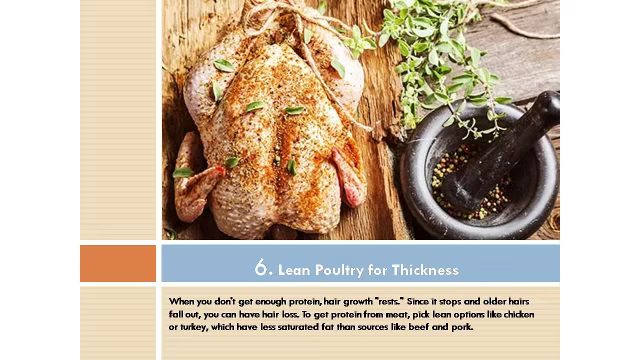 6. Lean Poultry for Thickness
When you don't get enough protein, hair growth "rests." Since it stops and older hairs
fall out, you can have hair loss. To get protein from meat, pick lean options like chicken
or turkey, which have less saturated fat than sources like beef and pork.